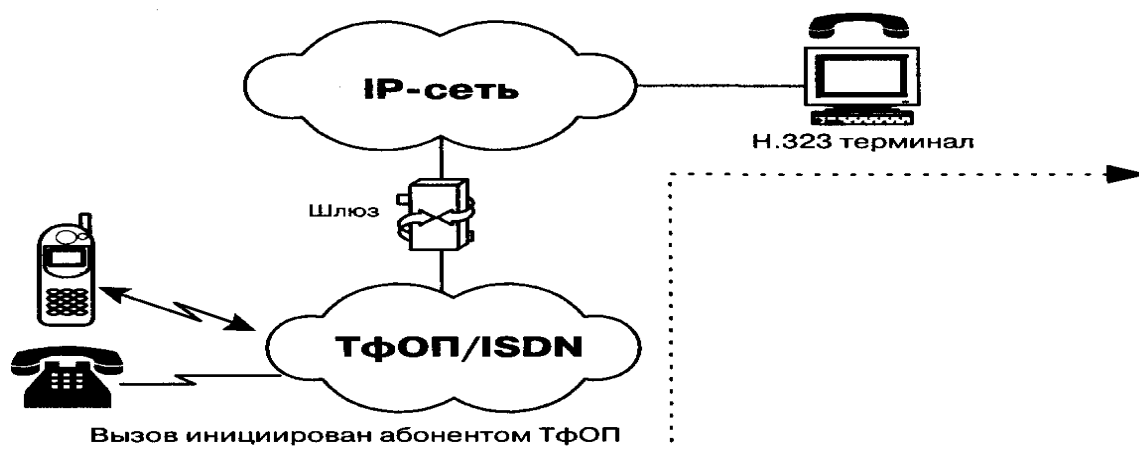 IP-сеть
Н.323 терминал
Шлюз
ТфОП/ISDN
Вызов инициирован абонентом ТфОП